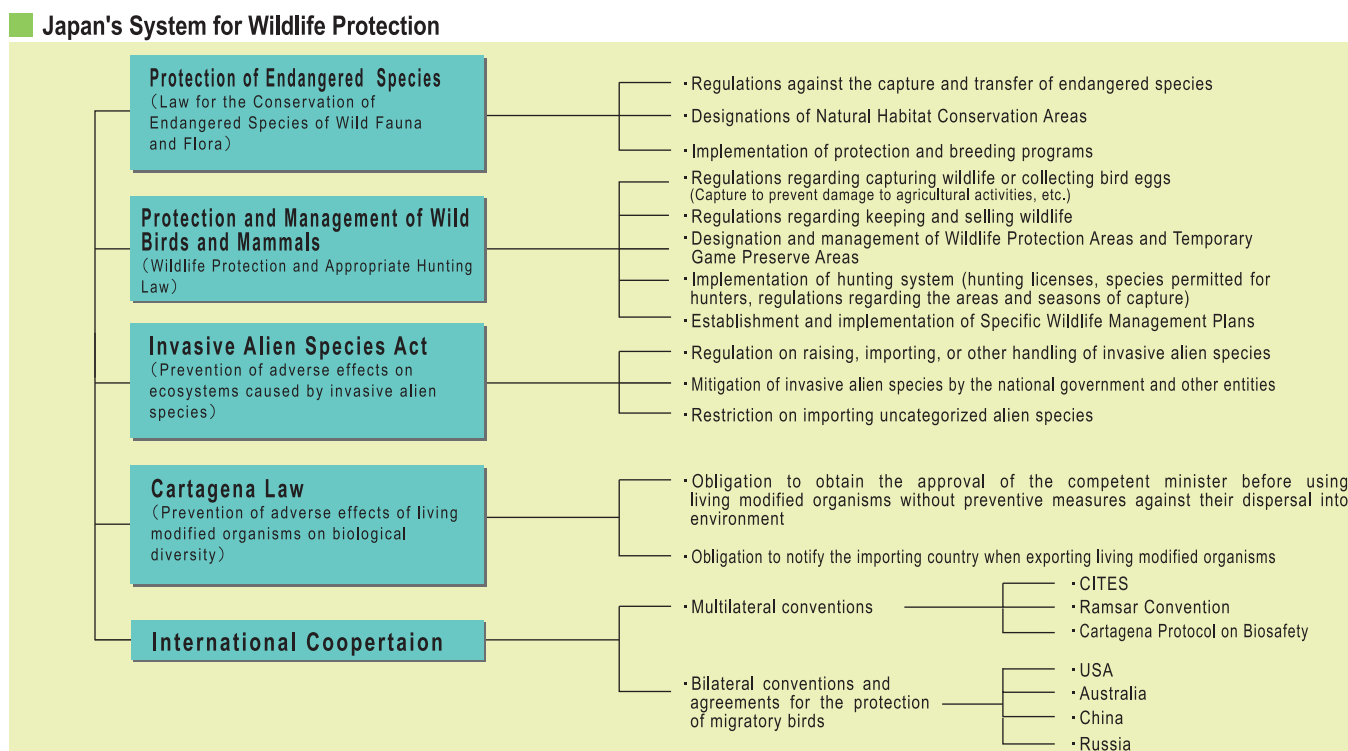 Japan's System for Wildlife Protection
Protection of Endangered Species
(Law for the Conservation of
Endangered Species of Wild Fauna
and Flora)
・Regulations against the capture and transfer of endangered species
・Designations of Natural Habitat Conservation Areas
・Implementation of protection and breeding programs
Protection and Management of Wild
Birds and Mammals
(Wildlife Protection and Appropriate Hunting
Law)
・Regulations regarding capturing wildlife or collecting bird eggs
(Capture to prevent damage to agricultural activities, etc.)
・Regulations regarding keeping and selling wildlife
・Designation and management of Wildlife Protection Areas and Temporary
Game Preserve Areas
・Implementation of hunting system (hunting licenses, species permitted for
hunters, regulations regarding the areas and seasons of capture)
・Establishment and implementation of Specific Wildlife Management Plans
Invasive Alien Species Act
(Prevention of adverse effects on
ecosystems caused by invasive alien
species)
・Regulation on raising, importing, or other handling of invasive alien species
・Mitigation of invasive alien species by the national government and other entities
・Restriction on importing uncategorized alien species
Cartagena Law
(Prevention of adverse effects of living
modified organisms on biological
diversity)
・Obligation to obtain the approval of the competent minister before using
living modified organisms without preventive measures against their dispersal into
environment
・Obligation to notify the importing country when exporting living modified organisms
International Coopertaion
・Multilateral conventions
・CITES
・Ramsar Convention
・Cartagena Protocol on Biosafety
・Bilateral conventions and
agreements for the protection
of migratory birds
・USA
・Australia
・China
・Russia